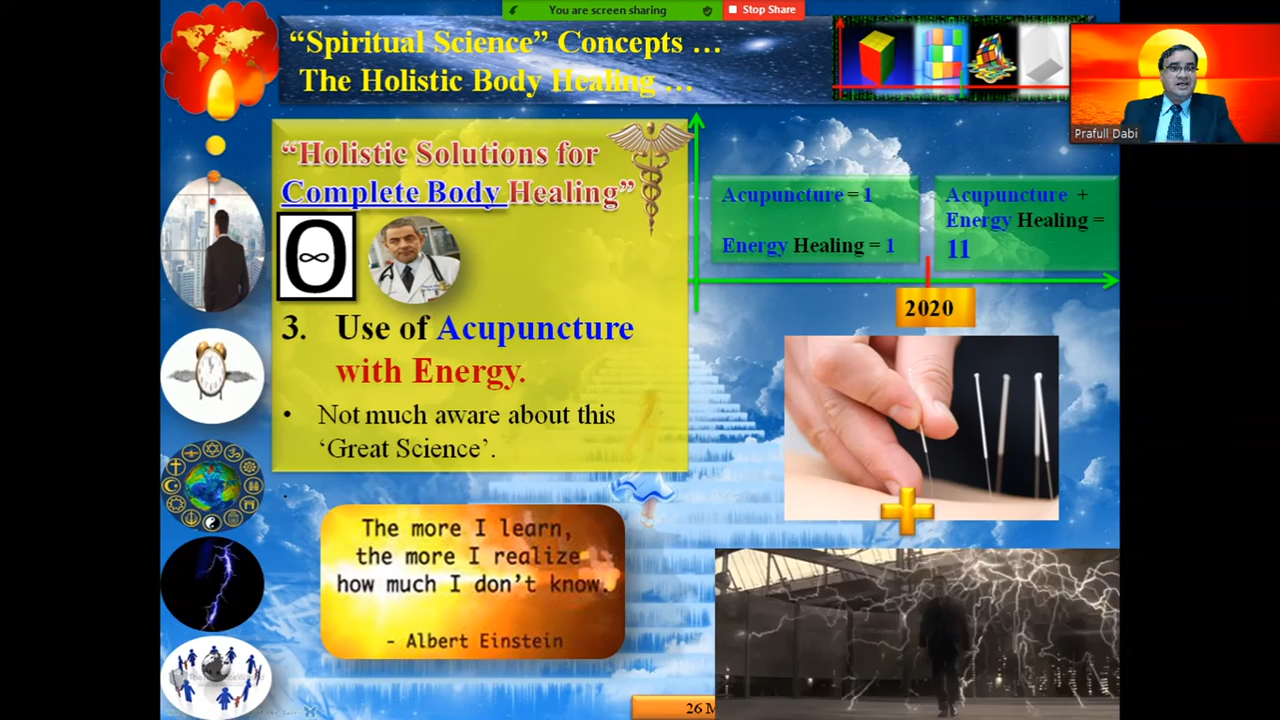 You are screen sharing
Stop Share
“Spiritual Science” Concepts …
The Holistic Body Healing …
Prafull Dabi
“Holistic Solutions for
Complete Body Healing”
0
∞
3. Use of Acupuncture
with Energy.
• Not much aware about this
‘Great Science’.
Acupuncture = 1
Energy Healing = 1
Acupuncture +
Energy Healing =
11
2020
The more I learn,
the more I realize
how much I don’t know.
- Albert Einstein
26 M